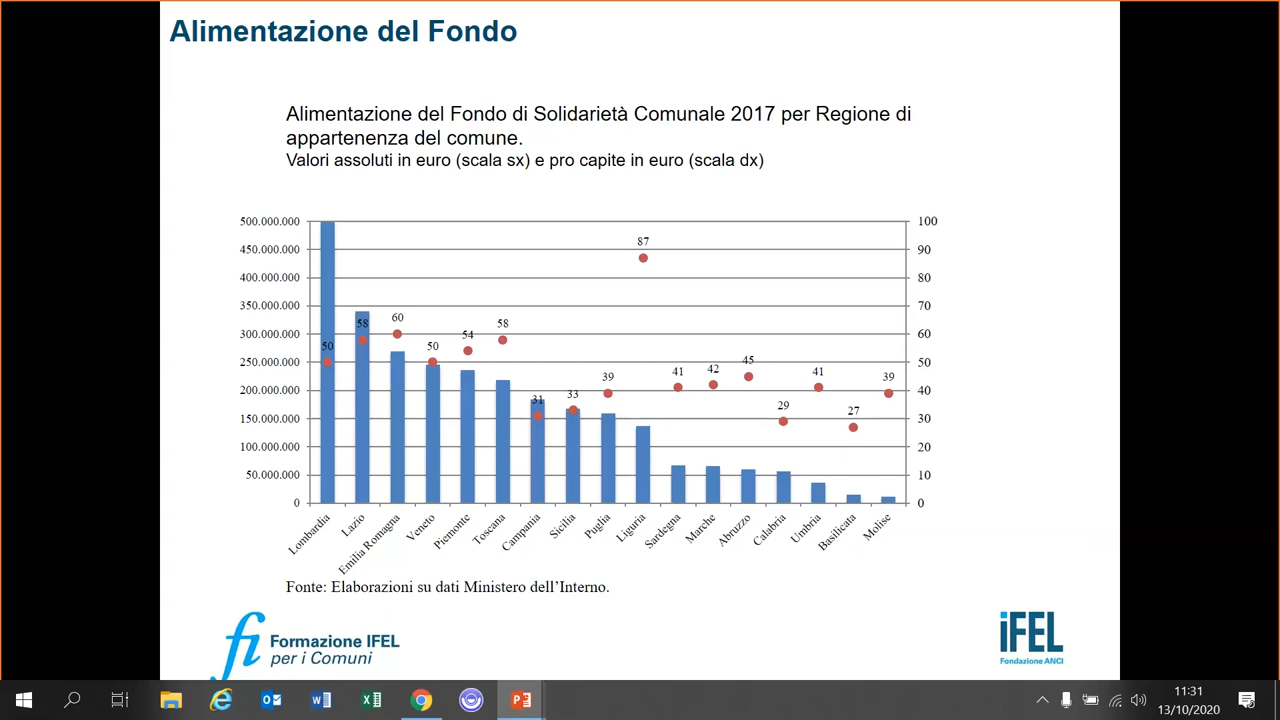 Alimentazione del Fondo
Alimentazione del Fondo di Solidarietà Comunale 2017 per Regione di
appartenenza del comune.
Valori assoluti in euro (scala sx) e pro capite in euro (scala dx)
500.000.000
450.000.000
400.000.000
350.000.000
300.000.000
250.000.000
200.000.000
150.000.000
100.000.000
50.000.000
0
50
58
60
50
54
58
31
33
39
87
41
42
45
29
41
27
39
100
90
80
70
60
50
40
30
20
10
0
Lombardia
Lazio
Emilia Romagna
Veneto
Piemonte
Toscana
Campania
Sicilia
Puglia
Liguria
Sardegna
Marche
Abruzzo
Calabria
Umbria
Basilicata
Molise
Fonte: Elaborazioni su dati Ministero dell’Interno.
fi Formazione IFEL
per i Comuni
iFEL
Fondazione ANCI
11:31
13/10/2020